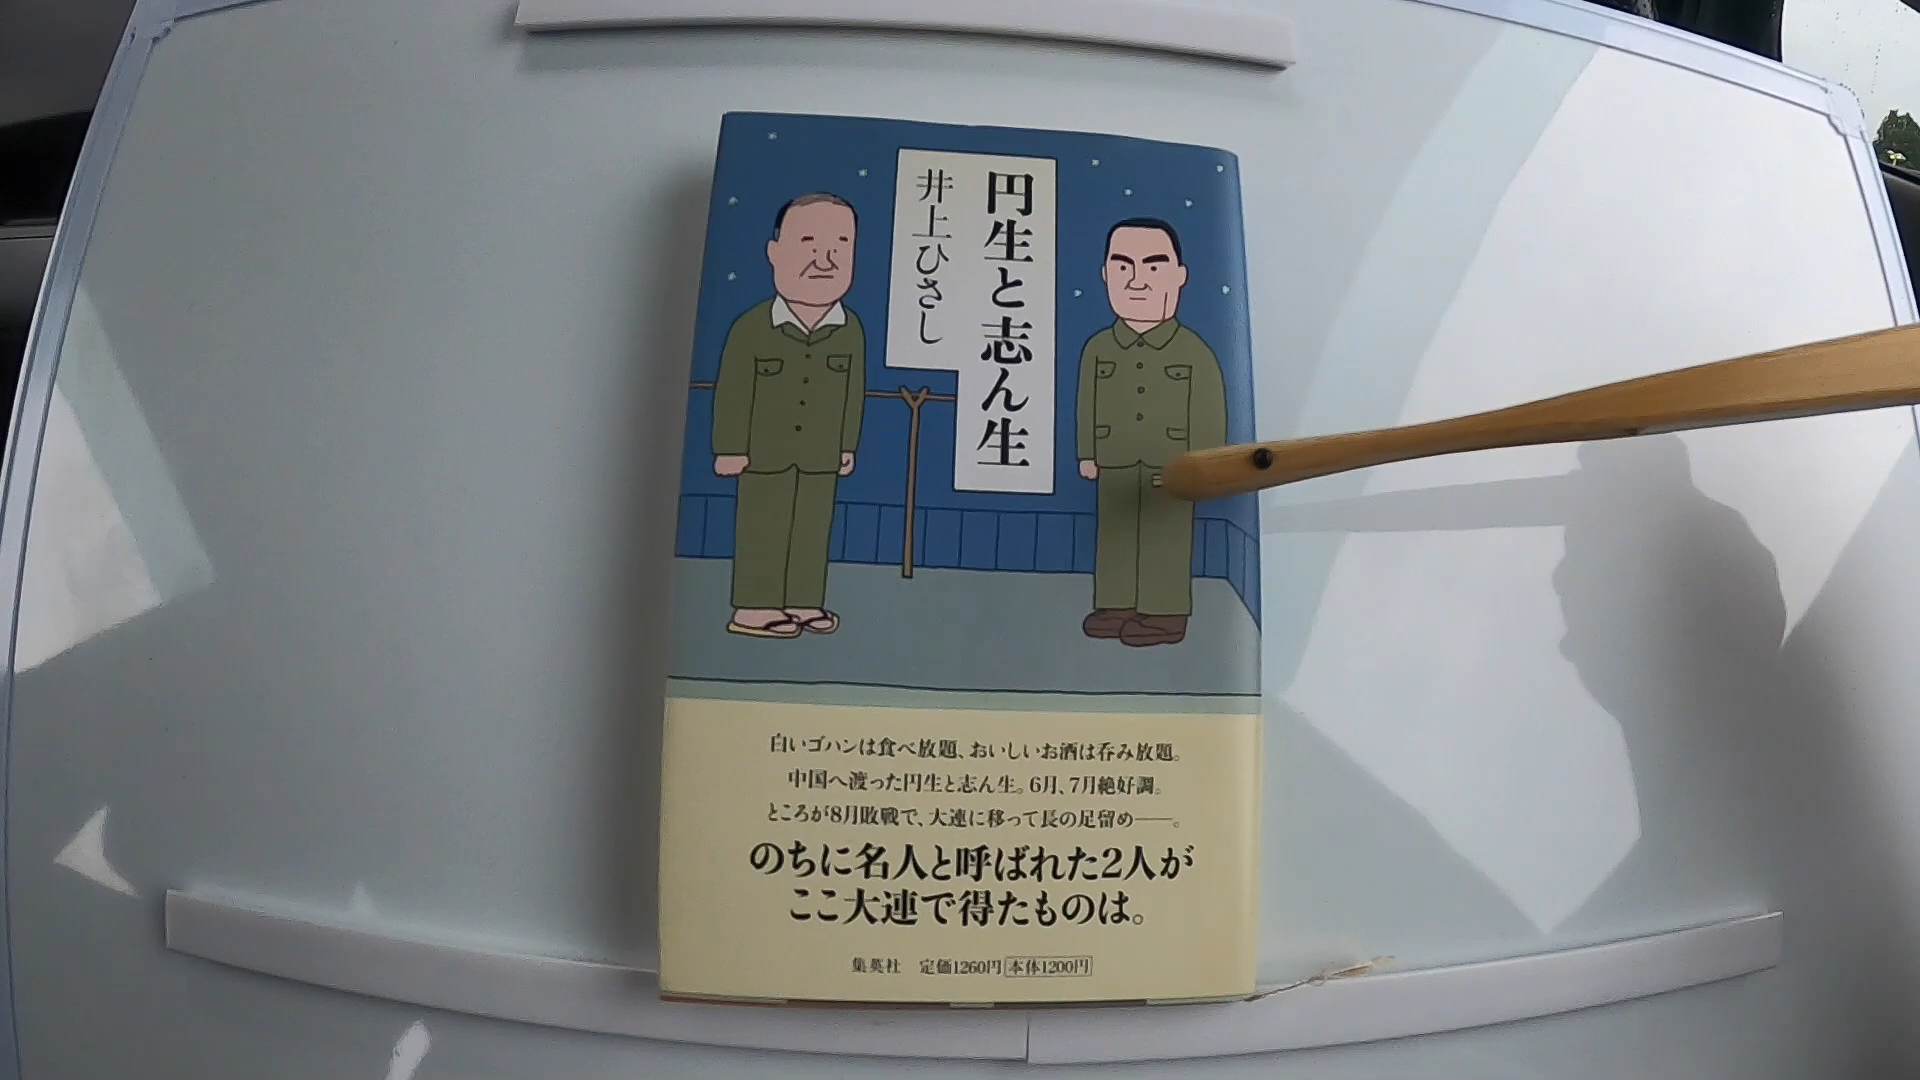 円生と志ん生
井上ひさし
白いゴハンは食べ放題、おいしいお酒は呑み放題。
中国へ渡った円生と志ん生。6月、7月絶好調。
ところが8月敗戦で、大連に移って長の足留め――。
のちに名人と呼ばれた2人が
ここ大連で得たものは。
集英社 定価1260円 本体1200円